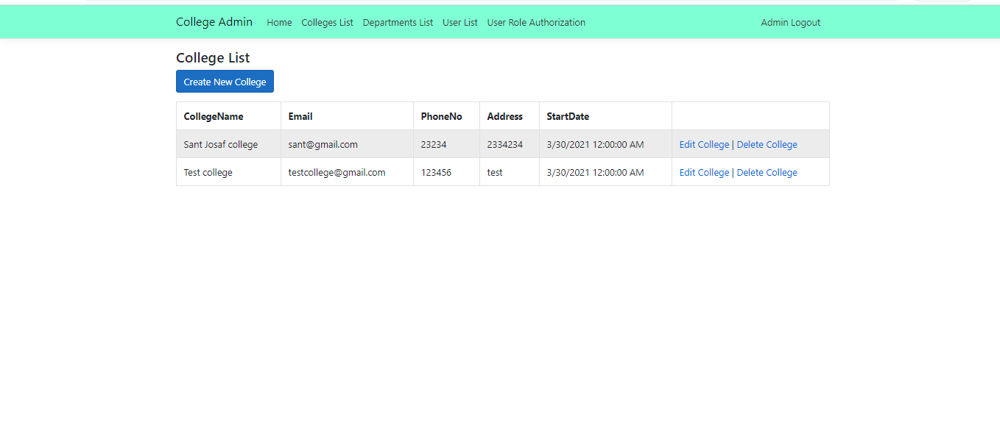 College Admin Home Colleges List Departments List User List User Role Authorization Admin Logout
College List
Create New College
CollegeName Email PhoneNo Address StartDate
Sant Josaf college sant@gmail.com 23234 2334234 3/30/2021 12:00:00 AM Edit College | Delete College
Test college testcollege@gmail.com 123456 test 3/30/2021 12:00:00 AM Edit College | Delete College